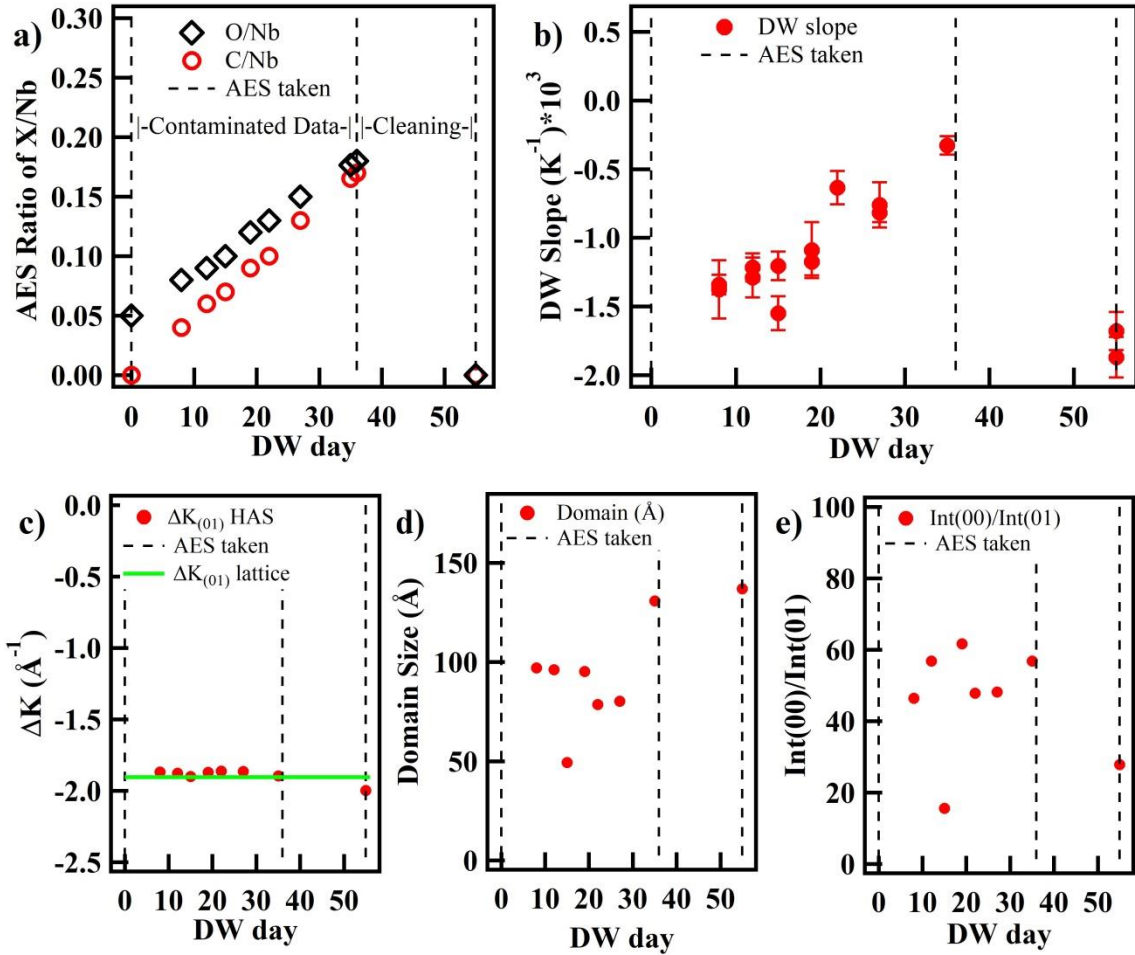 a)
0.30
0.25
0.20
0.15
0.10
0.05
0.00
AES Ratio of X/Nb
O/Nb
C/Nb
AES taken
|-Contaminated Data-|-Cleaning-|
0 10 20 30 40 50
DW day
b)
0.5
0.0
-0.5
-1.0
-1.5
-2.0
DW Slope (K⁻¹)*10^3
DW slope
AES taken
0 10 20 30 40 50
DW day
c)
0.0
-0.5
-1.0
-1.5
-2.0
-2.5
ΔK (Å⁻¹)
ΔK₍₀₁₎ HAS
AES taken
ΔK₍₀₁₎ lattice
0 10 20 30 40 50
DW day
d)
150
100
50
0
Domain Size (Å)
Domain (Å)
AES taken
0 10 20 30 40 50
DW day
e)
100
80
60
40
20
0
Int(00)/Int(01)
Int(00)/Int(01)
AES taken
0 10 20 30 40 50
DW day